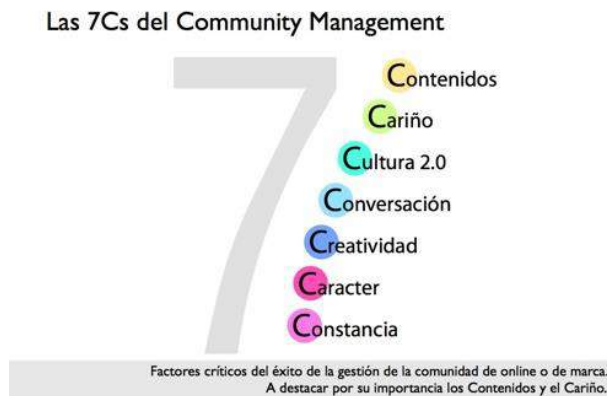 Las 7Cs del Community Management
7
Contenidos
Cariño
Cultura 2.0
Conversación
Creatividad
Caracter
Constancia
Factores críticos del éxito de la gestión de la comunidad de online o de marca.
A destacar por su importancia los Contenidos y el Cariño.